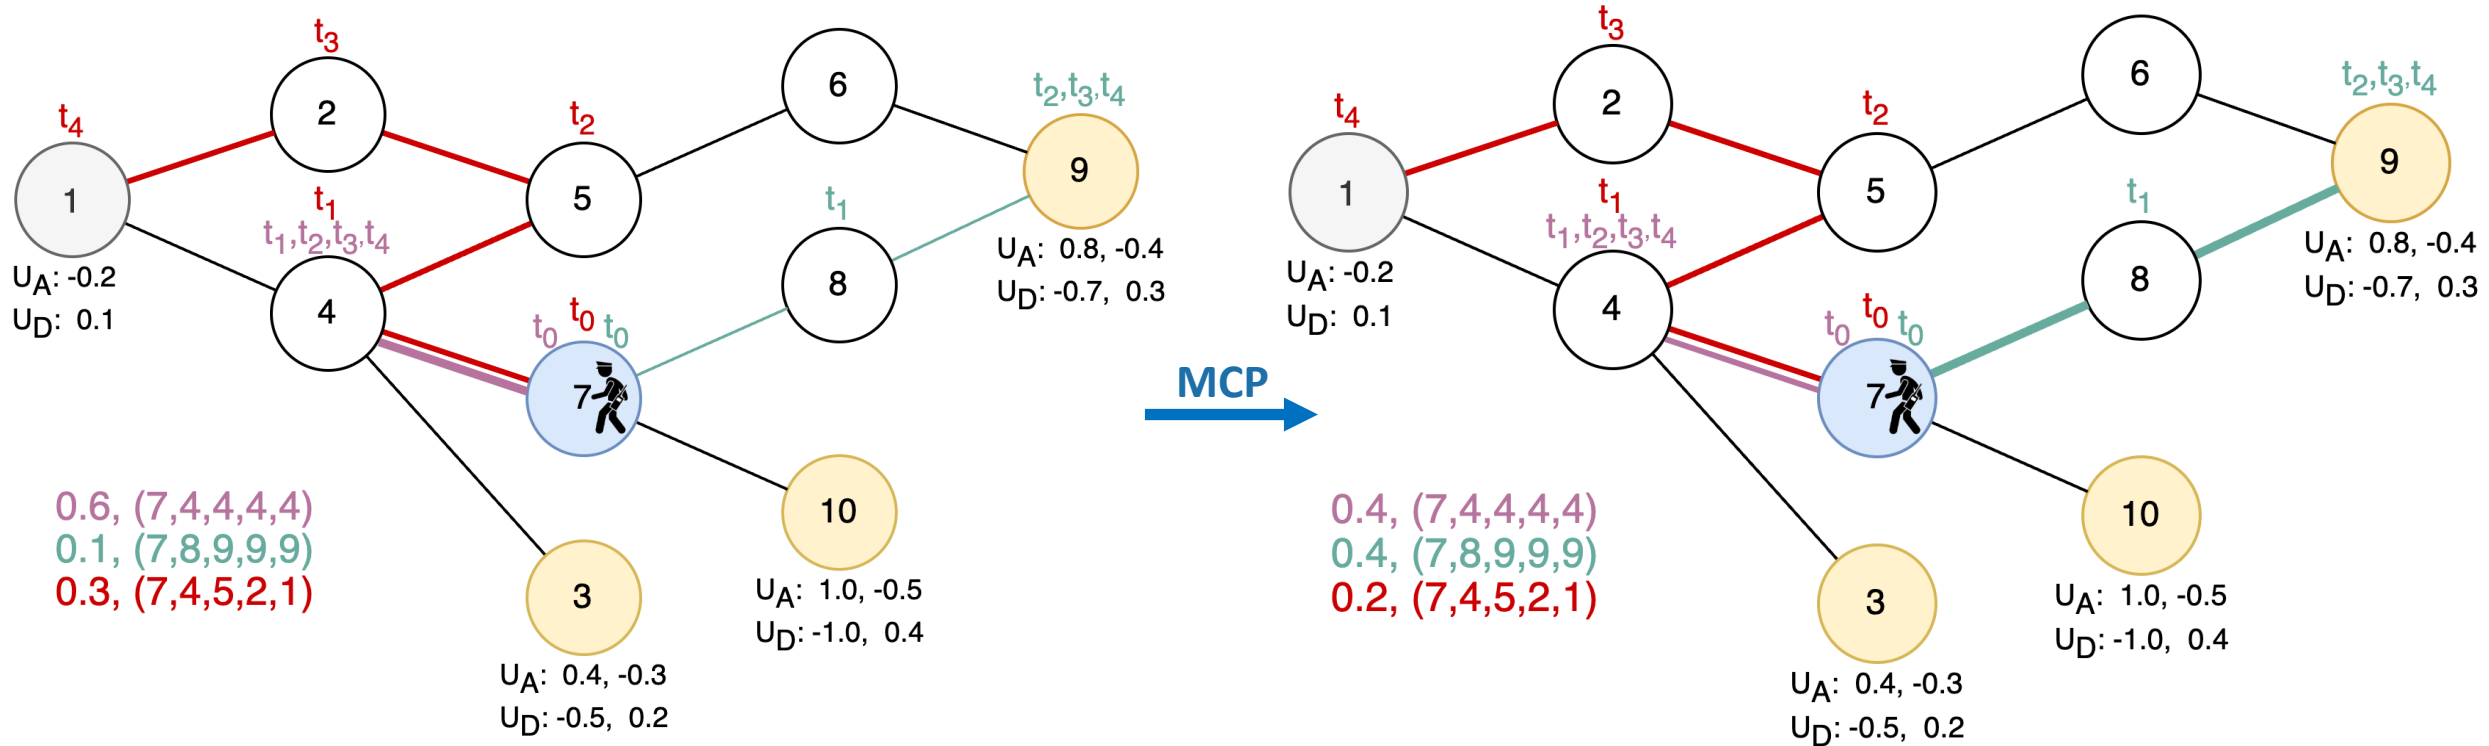 t3
6
t4
2
t2
t2,t3,t4
1
t1
5
9
UA: -0.2
UD: 0.1
t1,t2,t3,t4
t1
UA: 0.8, -0.4
UD: -0.7, 0.3
4
8
t0 t0 t0
7
0.6, (7,4,4,4,4)
0.1, (7,8,9,9,9)
0.3, (7,4,5,2,1)
10
UA: 1.0, -0.5
UD: -1.0, 0.4
3
UA: 0.4, -0.3
UD: -0.5, 0.2
MCP
t3
6
t4
2
t2
t2,t3,t4
1
t1
5
9
UA: -0.2
UD: 0.1
t1,t2,t3,t4
t1
UA: 0.8, -0.4
UD: -0.7, 0.3
4
8
t0 t0 t0
7
0.4, (7,4,4,4,4)
0.4, (7,8,9,9,9)
0.2, (7,4,5,2,1)
10
UA: 1.0, -0.5
UD: -1.0, 0.4
3
UA: 0.4, -0.3
UD: -0.5, 0.2